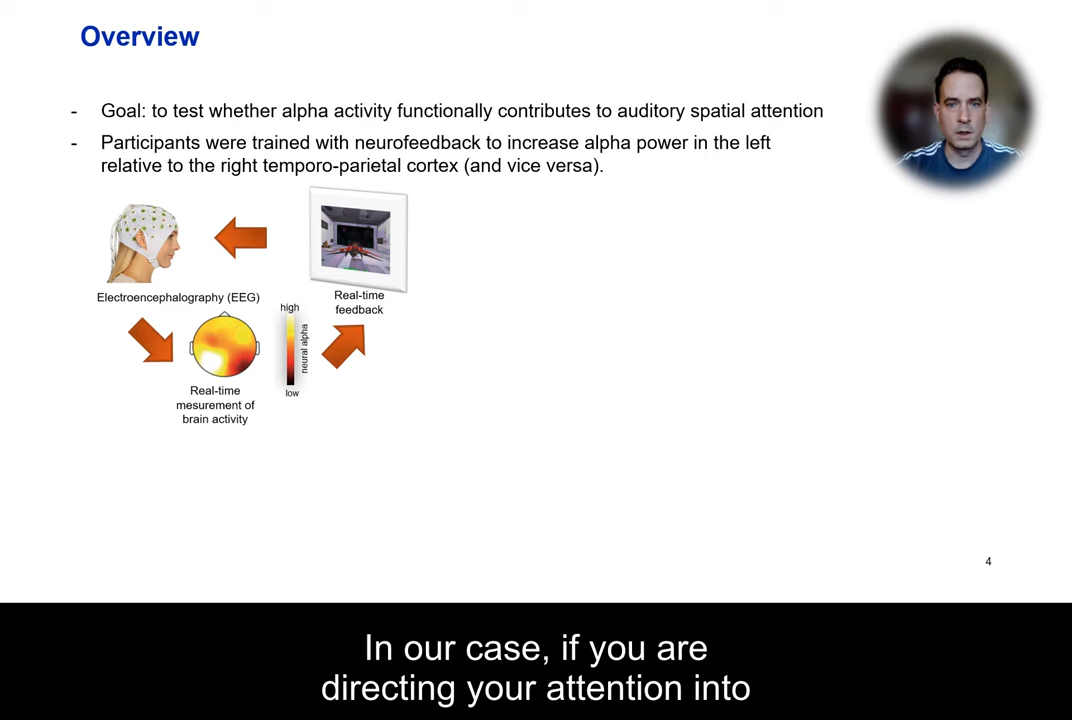 Overview
- Goal: to test whether alpha activity functionally contributes to auditory spatial attention
- Participants were trained with neurofeedback to increase alpha power in the left
relative to the right temporo-parietal cortex (and vice versa).
Electroencephalography (EEG)
Real-time
feedback
high
neural alpha
low
Real-time
mesurement of
brain activity
4
In our case, if you are
directing your attention into